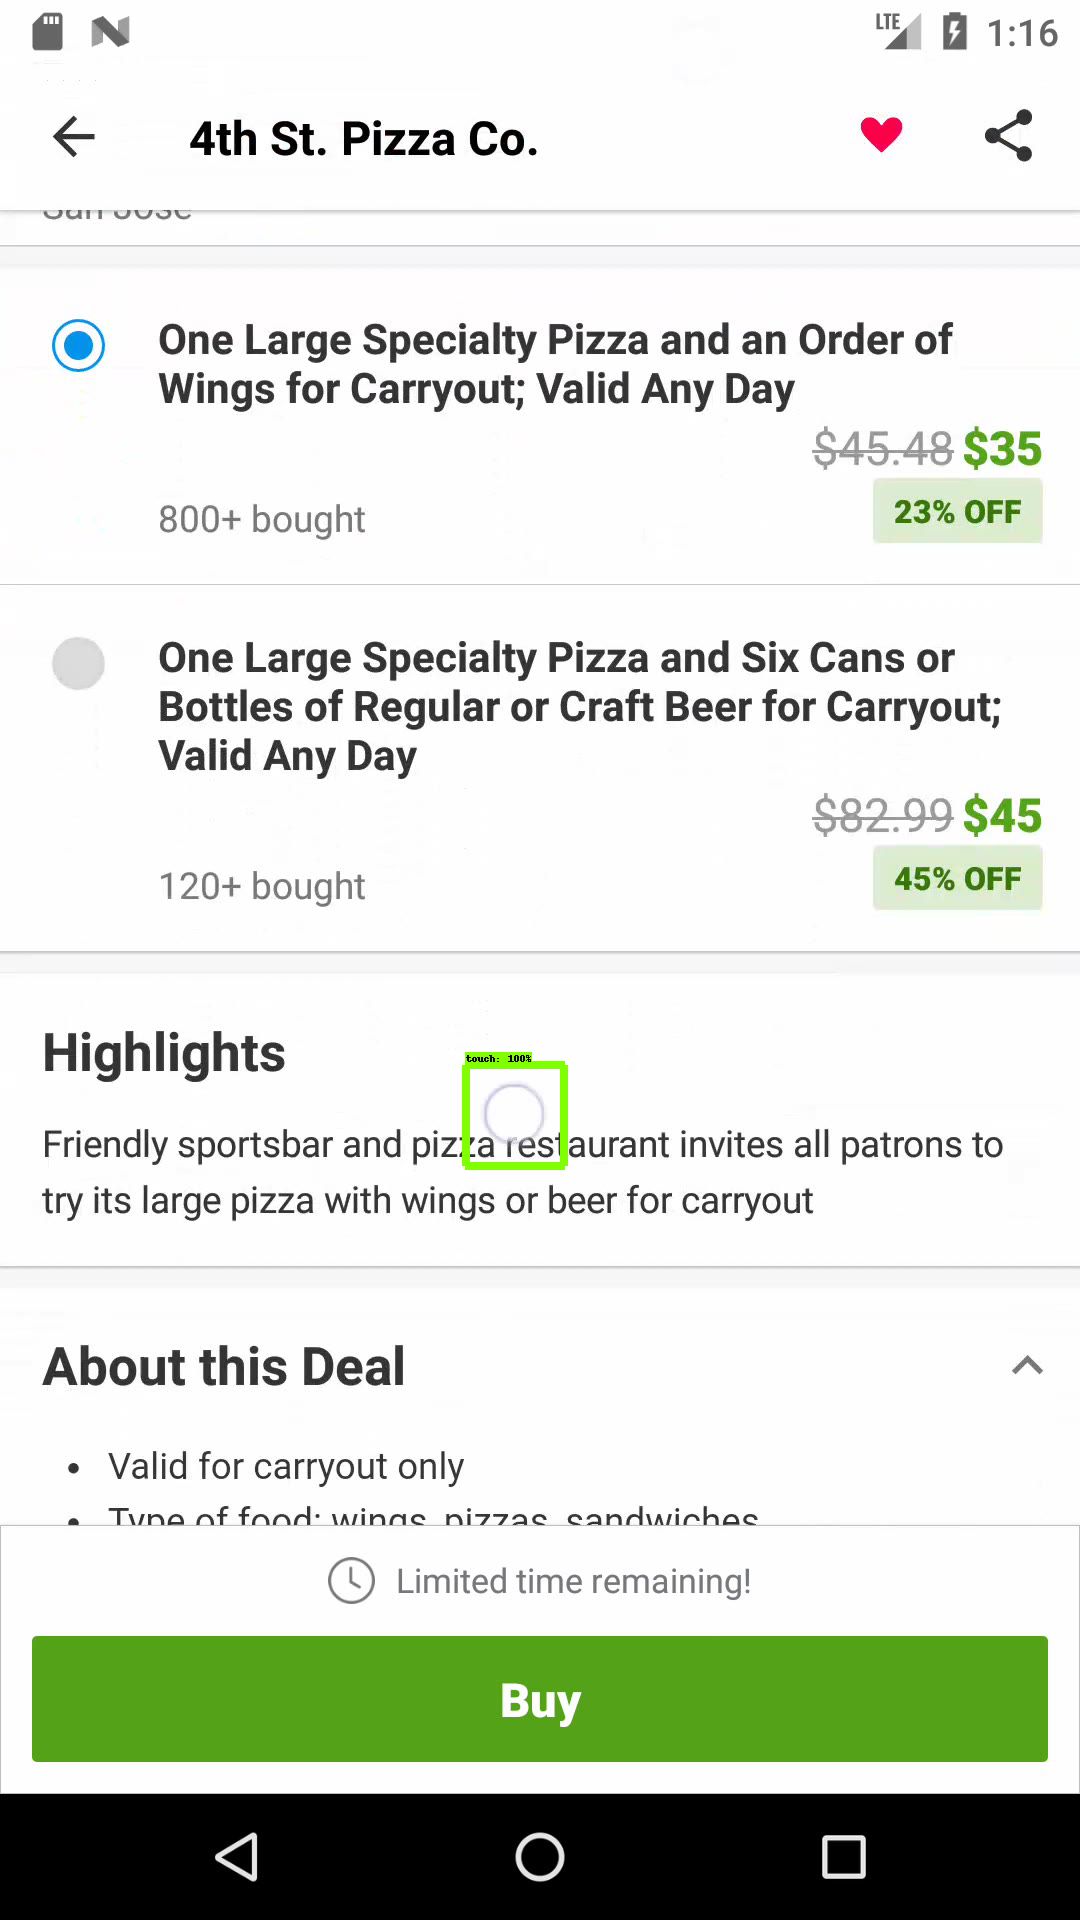 LTE 1:16
4th St. Pizza Co.
San Jose
One Large Specialty Pizza and an Order of
Wings for Carryout; Valid Any Day
$45.48 $35
800+ bought
23% OFF
One Large Specialty Pizza and Six Cans or
Bottles of Regular or Craft Beer for Carryout;
Valid Any Day
$82.99 $45
120+ bought
45% OFF
Highlights
touch: 100%
Friendly sportsbar and pizza restaurant invites all patrons to
try its large pizza with wings or beer for carryout
About this Deal
• Valid for carryout only
• Type of food: wings, pizzas, sandwiches
Limited time remaining!
Buy